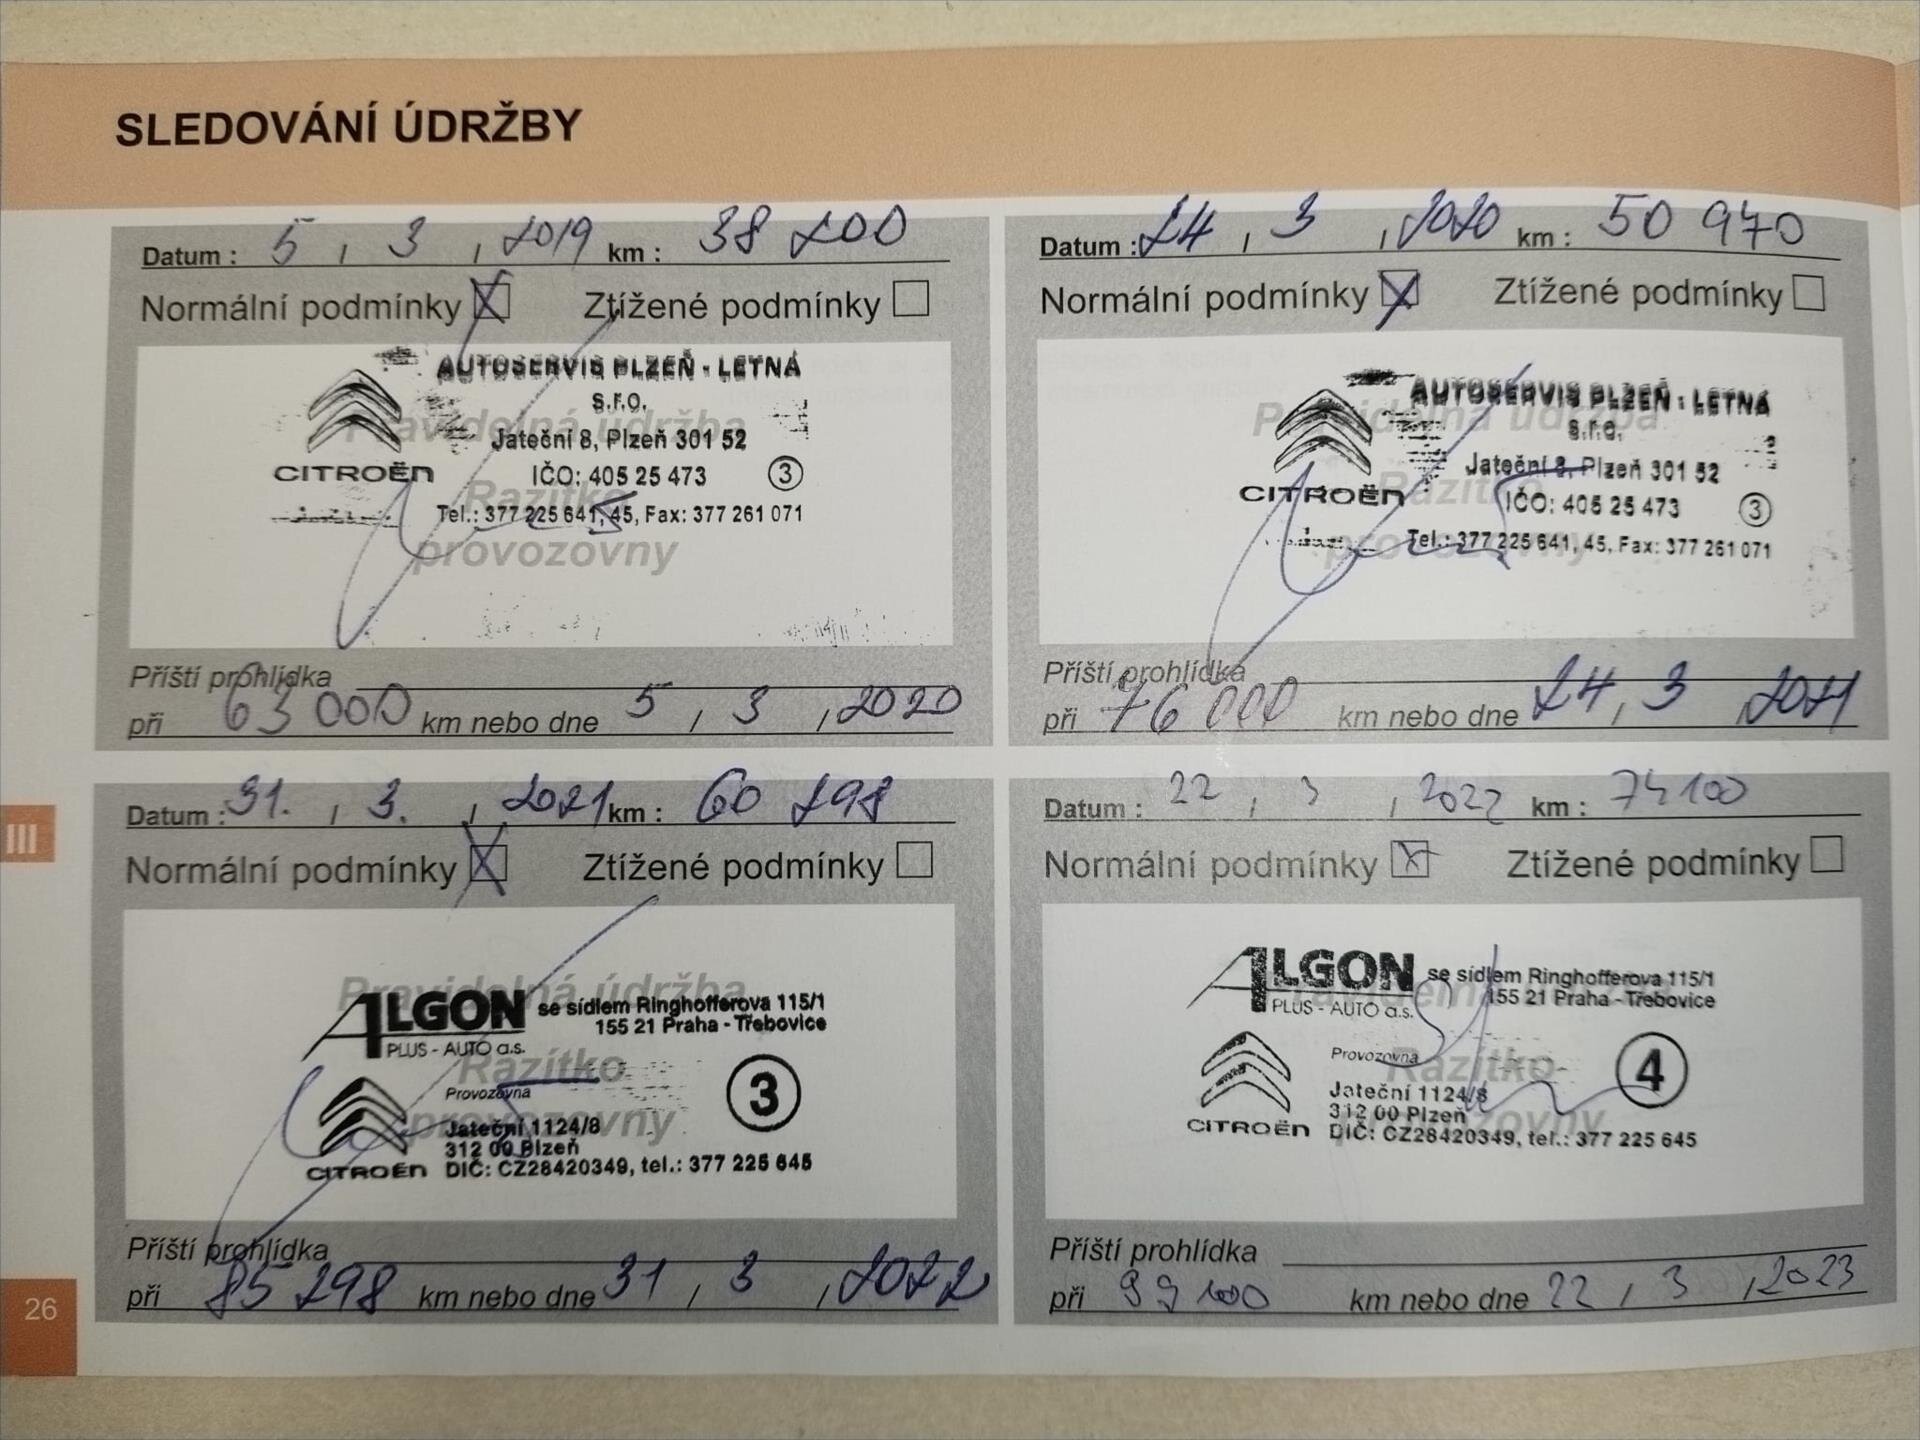 SLEDOVÁNÍ ÚDRŽBY
Datum : 5 , 3 , 2019 km : 38 200
Normální podmínky Ztížené podmínky
Pravidelná údržba
Razítko
provozovny
AUTOSERVIS PLZEŇ - LETNÁ
s.r.o.
Jateční 8, Plzeň 301 52
CITROËN IČO: 405 25 473 3
Tel.: 377 225 641, 45, Fax: 377 261 071
Příští prohlídka
při 63 000 km nebo dne 5 , 3 , 2020
Datum : 24 , 3 , 2020 km : 50 970
Normální podmínky Ztížené podmínky
Pravidelná údržba
Razítko
provozovny
AUTOSERVIS PLZEŇ - LETNÁ
s.r.o.
Jateční 8, Plzeň 301 52
CITROËN IČO: 405 25 473 3
Tel.: 377 225 641, 45, Fax: 377 261 071
Příští prohlídka
při 76 000 km nebo dne 24 , 3 , 2021
III
Datum : 31. , 3. , 2021 km : 60 298
Normální podmínky Ztížené podmínky
Pravidelná údržba
Razítko
provozovny
ALGON se sídlem Ringhofferova 115/1
155 21 Praha - Třebovice
PLUS - AUTO a.s.
Provozovna 3
Jateční 1124/8
312 00 Plzeň
CITROËN DIČ: CZ28420349, tel.: 377 225 645
Příští prohlídka
při 85 298 km nebo dne 31 , 3 , 2022
Datum : 22 , 3 , 2022 km : 74100
Normální podmínky Ztížené podmínky
Pravidelná údržba
Razítko
provozovny
ALGON se sídlem Ringhofferova 115/1
155 21 Praha - Třebovice
PLUS - AUTO a.s.
Provozovna 4
Jateční 1124/8
312 00 Plzeň
CITROËN DIČ: CZ28420349, tel.: 377 225 645
Příští prohlídka
při 99 100 km nebo dne 22 , 3 , 2023
26